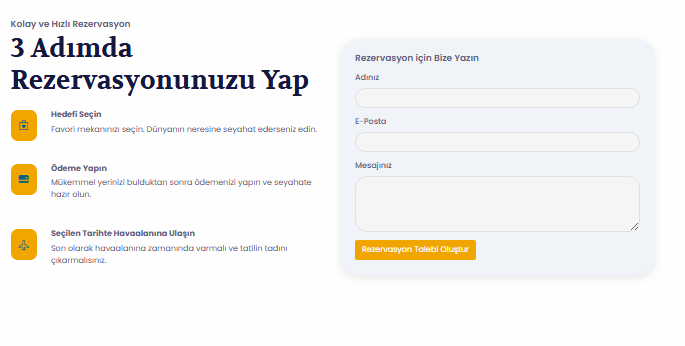 Kolay ve Hızlı Rezervasyon
3 Adımda
Rezervasyonunuzu Yap
Hedefi Seçin
Favori mekanınızı seçin. Dünyanın neresine seyahat ederseniz edin.
Ödeme Yapın
Mükemmel yerinizi bulduktan sonra ödemenizi yapın ve seyahate
hazır olun.
Seçilen Tarihte Havaalanına Ulaşın
Son olarak havaalanına zamanında varmalı ve tatilin tadını
çıkarmalısınız.
Rezervasyon için Bize Yazın
Adınız
E-Posta
Mesajınız
Rezervasyon Talebi Oluştur